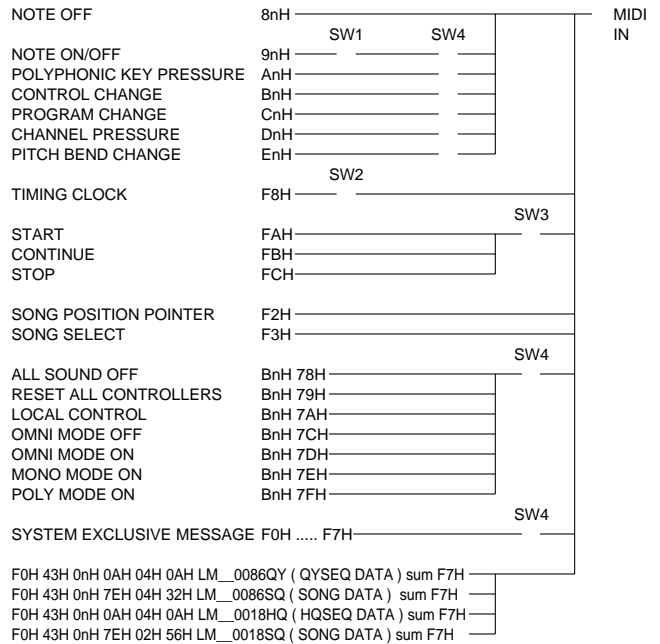 NOTE OFF 8nH MIDI
SW1 SW4 IN
NOTE ON/OFF 9nH
POLYPHONIC KEY PRESSURE AnH
CONTROL CHANGE BnH
PROGRAM CHANGE CnH
CHANNEL PRESSURE DnH
PITCH BEND CHANGE EnH
SW2
TIMING CLOCK F8H
SW3
START FAH
CONTINUE FBH
STOP FCH
SONG POSITION POINTER F2H
SONG SELECT F3H
SW4
ALL SOUND OFF BnH 78H
RESET ALL CONTROLLERS BnH 79H
LOCAL CONTROL BnH 7AH
OMNI MODE OFF BnH 7CH
OMNI MODE ON BnH 7DH
MONO MODE ON BnH 7EH
POLY MODE ON BnH 7FH
SW4
SYSTEM EXCLUSIVE MESSAGE F0H ..... F7H
F0H 43H 0nH 0AH 04H 0AH LM__0086QY ( QYSEQ DATA ) sum F7H
F0H 43H 0nH 7EH 04H 32H LM__0086SQ ( SONG DATA ) sum F7H
F0H 43H 0nH 0AH 04H 0AH LM__0018HQ ( HQSEQ DATA ) sum F7H
F0H 43H 0nH 7EH 02H 56H LM__0018SQ ( SONG DATA ) sum F7H